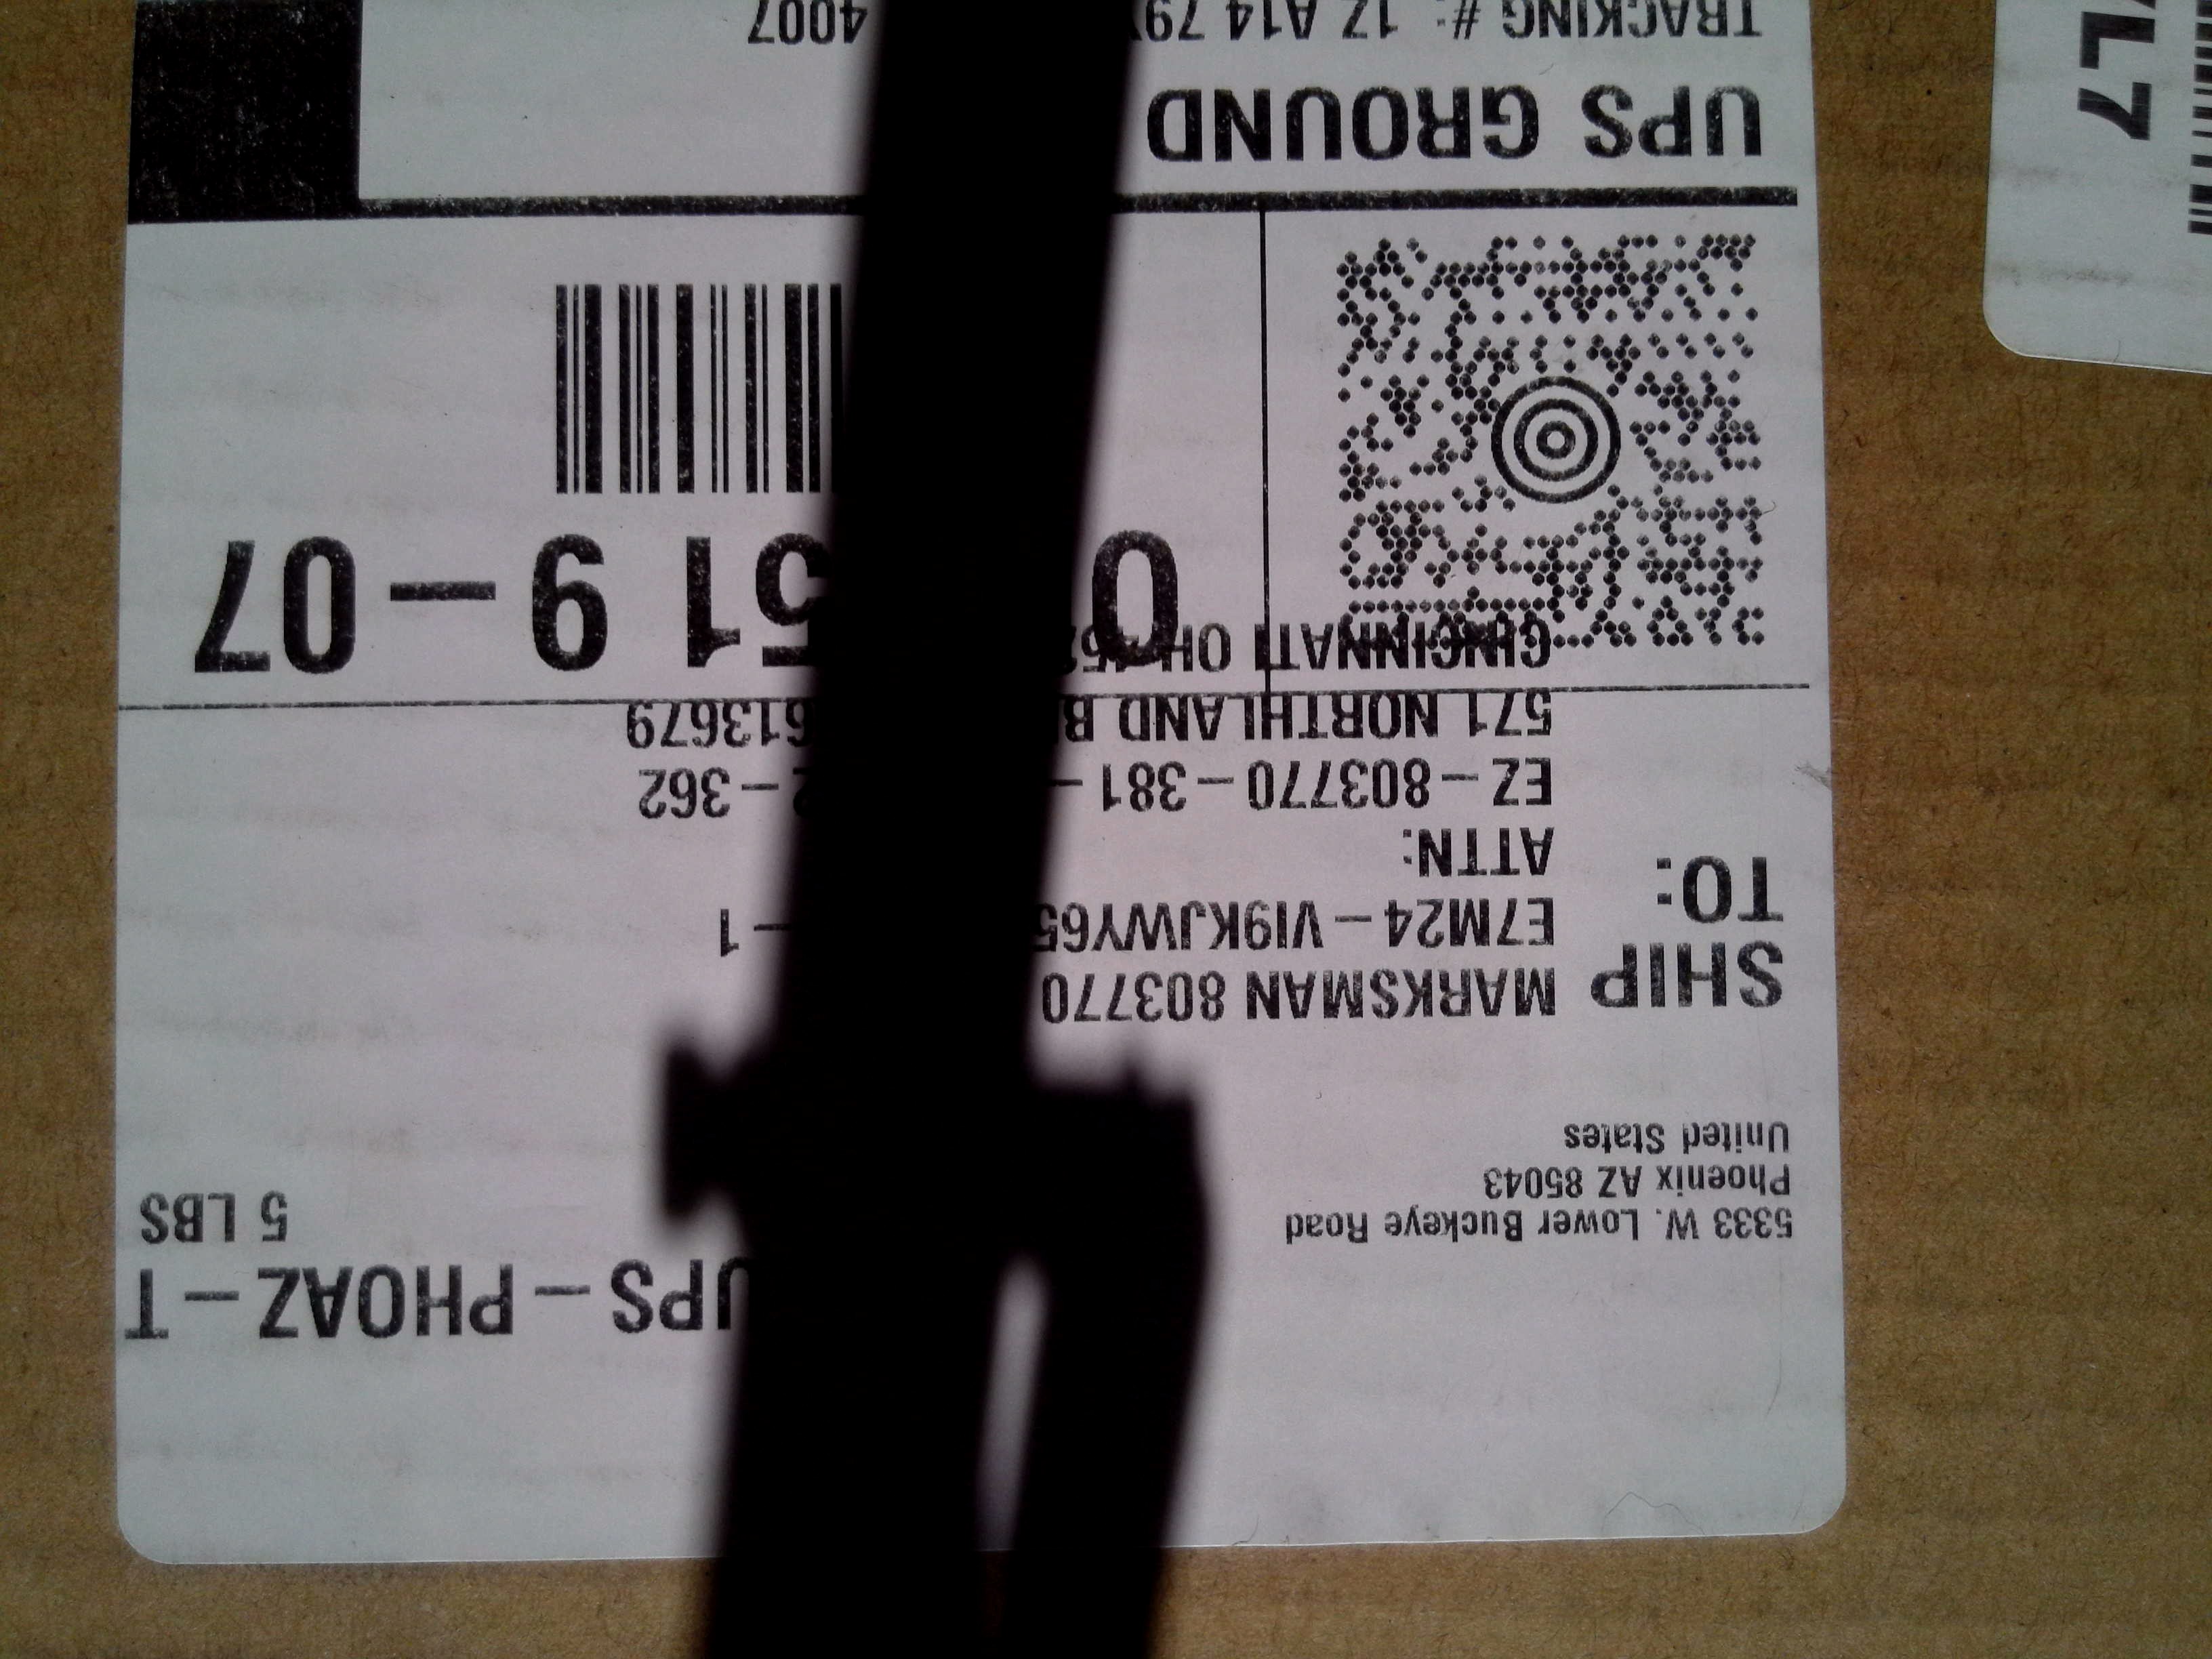 UPS – PHOAZ – T
5 LBS
5333 W. Lower Buckeye Road
Phoenix AZ 85043
United States
SHIP
TO:
MARKSMAN 803770
E7M24 – VI9KJWY65 – 1
ATTN:
EZ – 803770 – 381 – – 362
571 NORTHLAND 613679
CINCINNATI OH
0 51 9 – 07
UPS GROUND
TRACKING #: 1Z A14 79 4007
L7